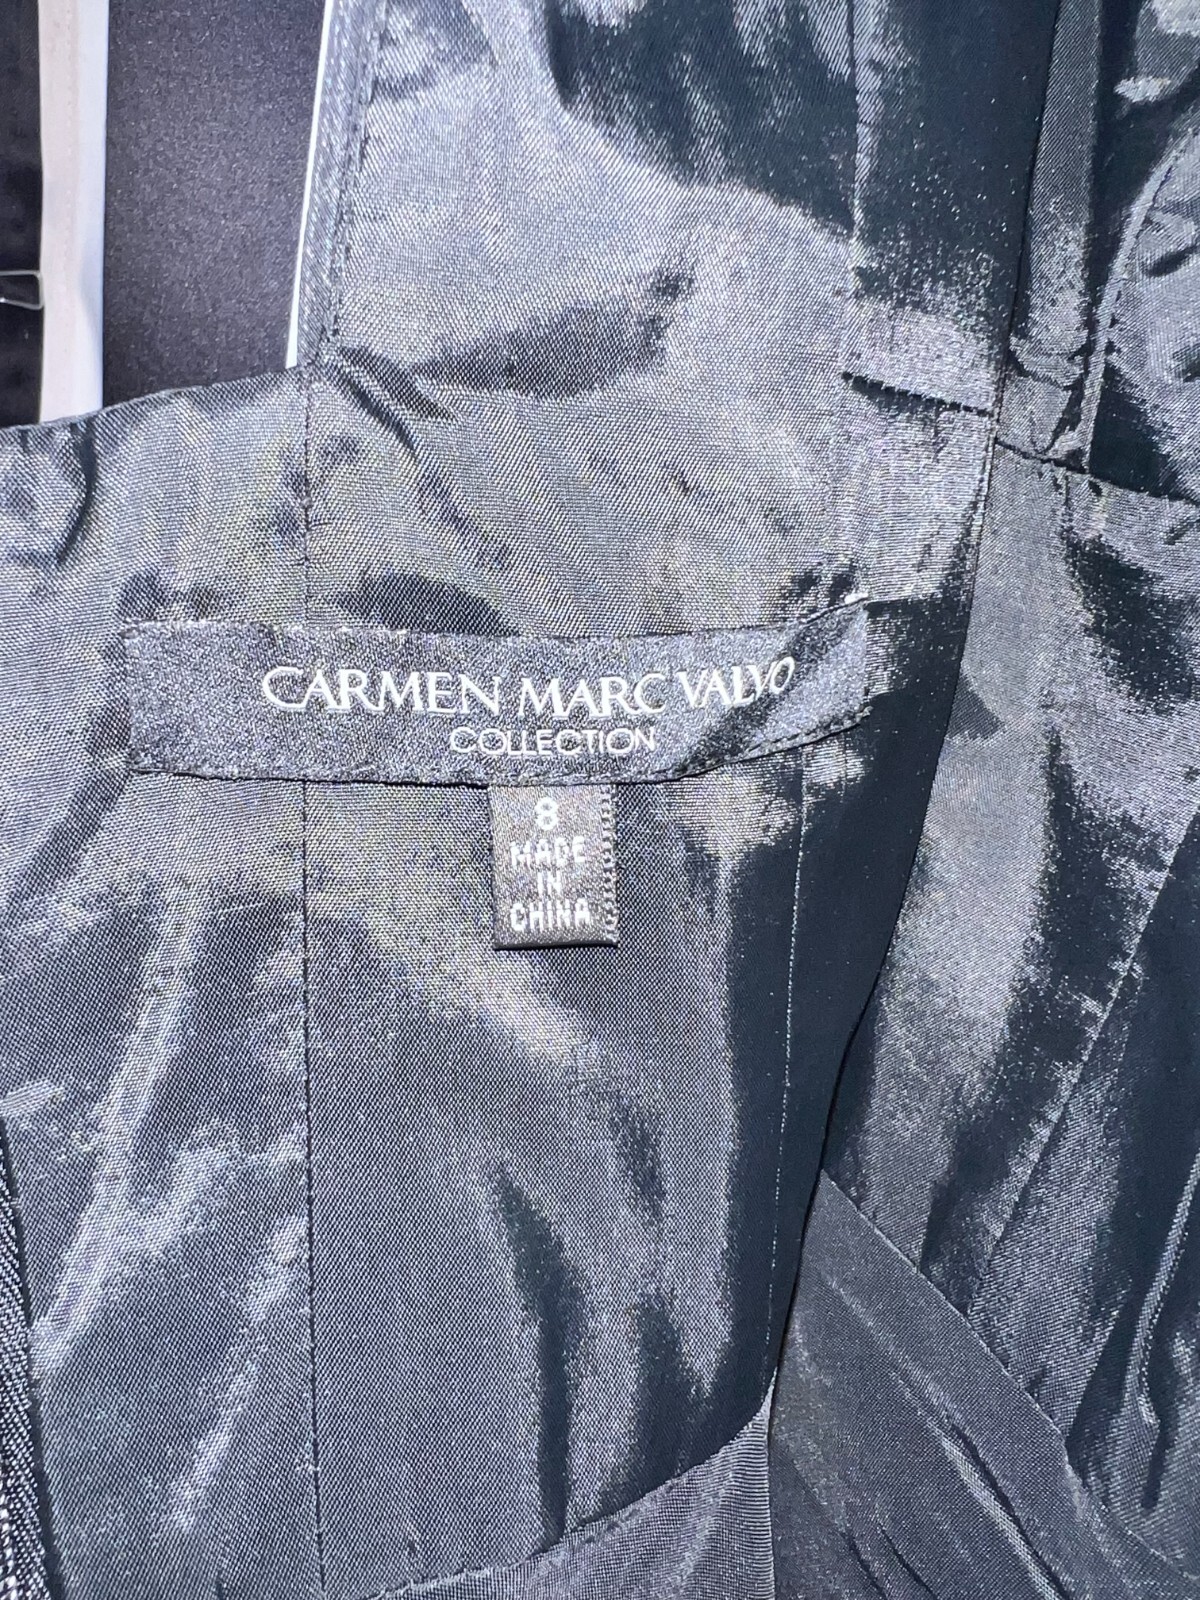 CARMEN MARC VALVO
COLLECTION
8
MADE
IN
CHINA